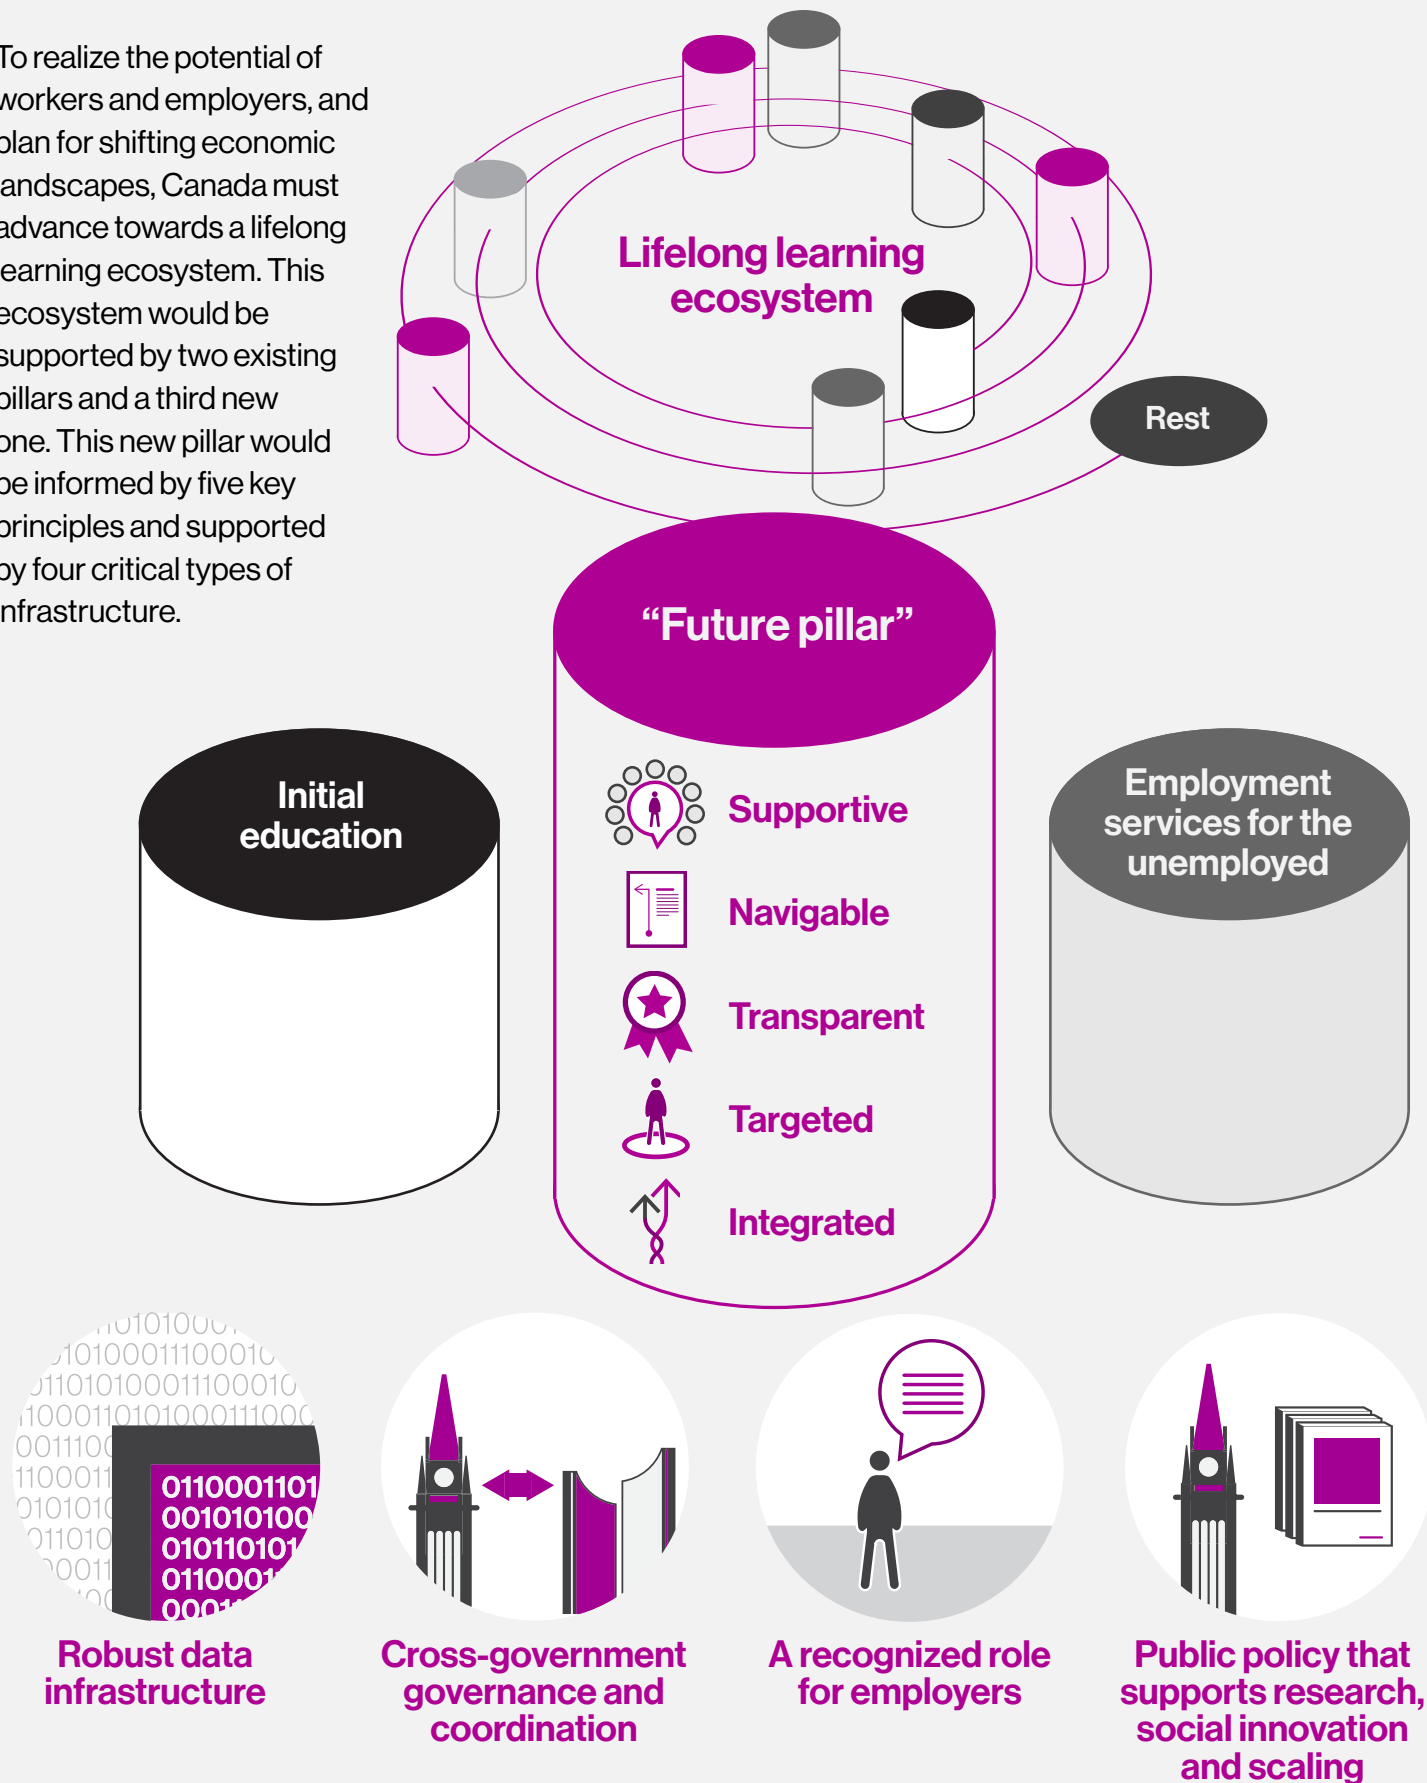 To realize the potential of
workers and employers, and
plan for shifting economic
landscapes, Canada must
advance towards a lifelong
learning ecosystem. This
ecosystem would be
supported by two existing
pillars and a third new
one. This new pillar would
be informed by five key
principles and supported
by four critical types of
infrastructure.
Lifelong learning
ecosystem
Rest
“Future pillar”
Initial
education
Employment
services for the
unemployed
Supportive
Navigable
Transparent
Targeted
Integrated
0110001101
00101010
01011010
011000
Robust data
infrastructure
Cross-government
governance and
coordination
A recognized role
for employers
Public policy that
supports research,
social innovation
and scaling